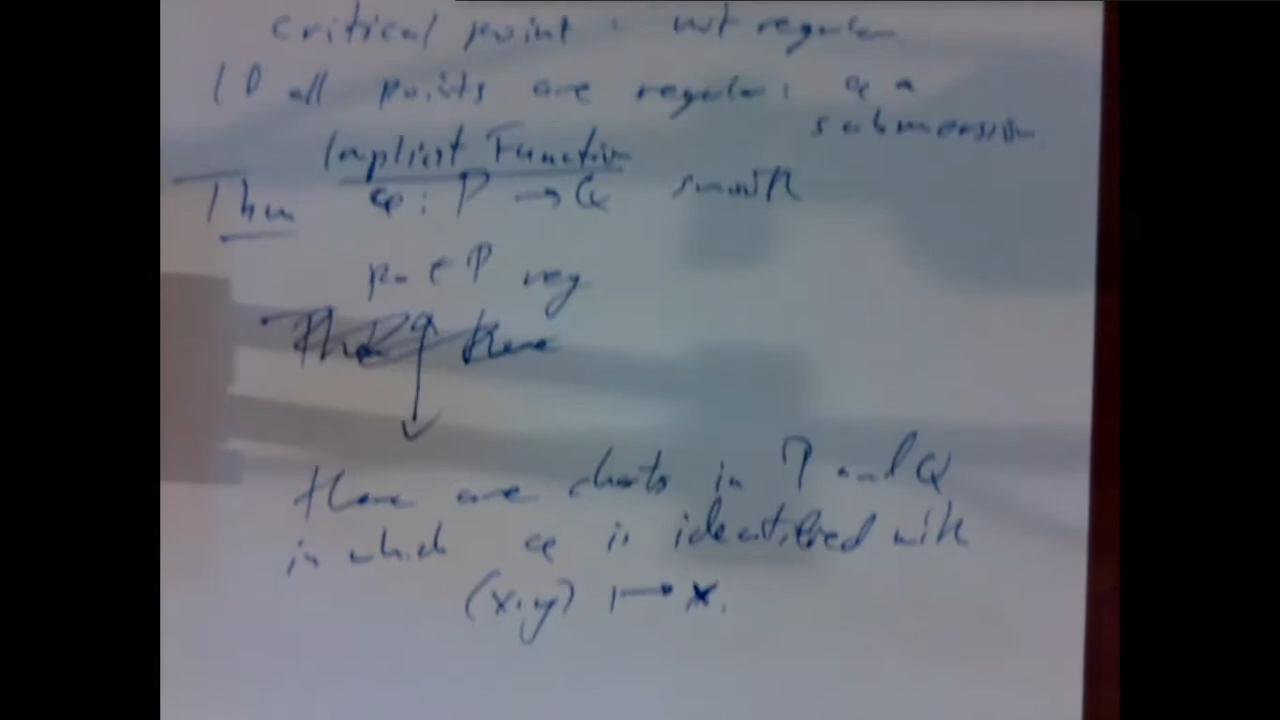 critical point : not regular
If all points are regular : φ a
submersion
Implicit Function
Thm φ : P → Q smooth
p₀ ∈ P reg
there are charts in P and Q
in which φ is identified with
(x,y) ↦ x.